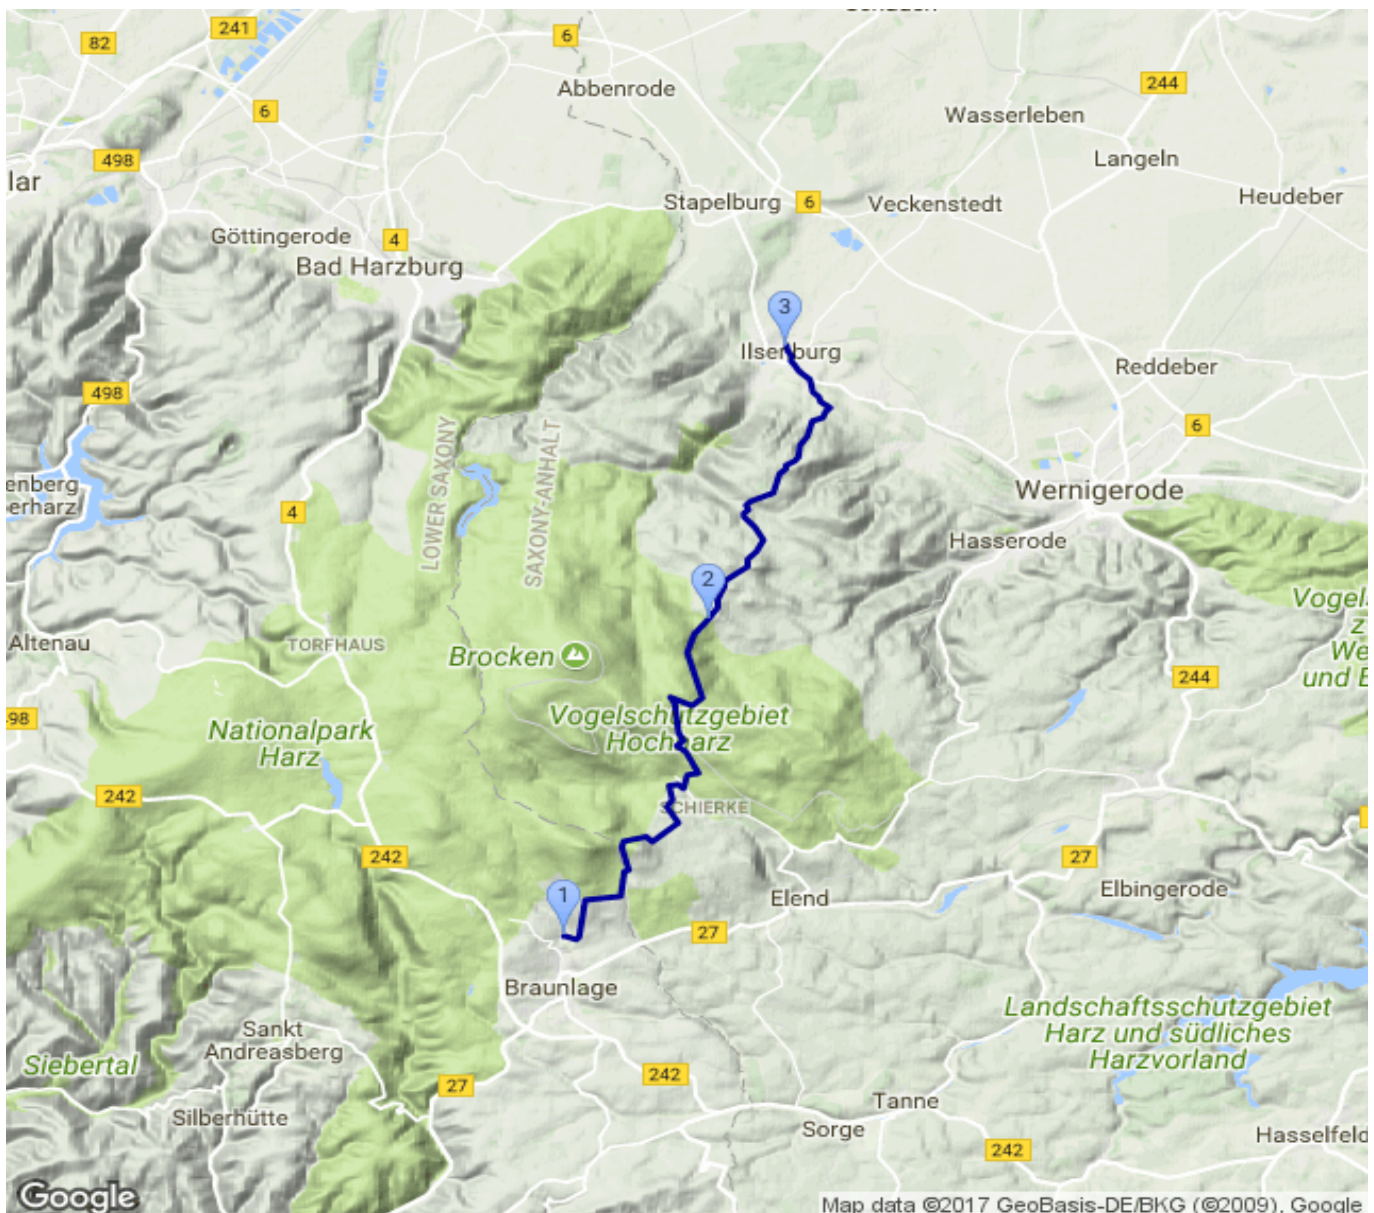 241
82
6
Abbenrode
244
6
Wasserleben
498
Langeln
lar
Heudeber
Stapelburg
6
Veckenstedt
Göttingerode
4
Bad Harzburg
3
Ilsenburg
Reddeber
498
6
LOWER SAXONY
SAXONY-ANHALT
enberg
erharz
Wernigerode
4
Hasserode
2
Vogel
z
We
und B
Altenau
TORFHAUS
Brocken
244
98
Vogelschutzgebiet
Hochharz
Nationalpark
Harz
242
SCHIERKE
242
27
1
Elend
Elbingerode
27
Braunlage
Landschaftsschutzgebiet
Harz und südliches
Harzvorland
Sankt
Andreasberg
Siebertal
242
27
Tanne
Silberhütte
Sorge
Hasselfeld
242
Google
Map data ©2017 GeoBasis-DE/BKG (©2009), Google